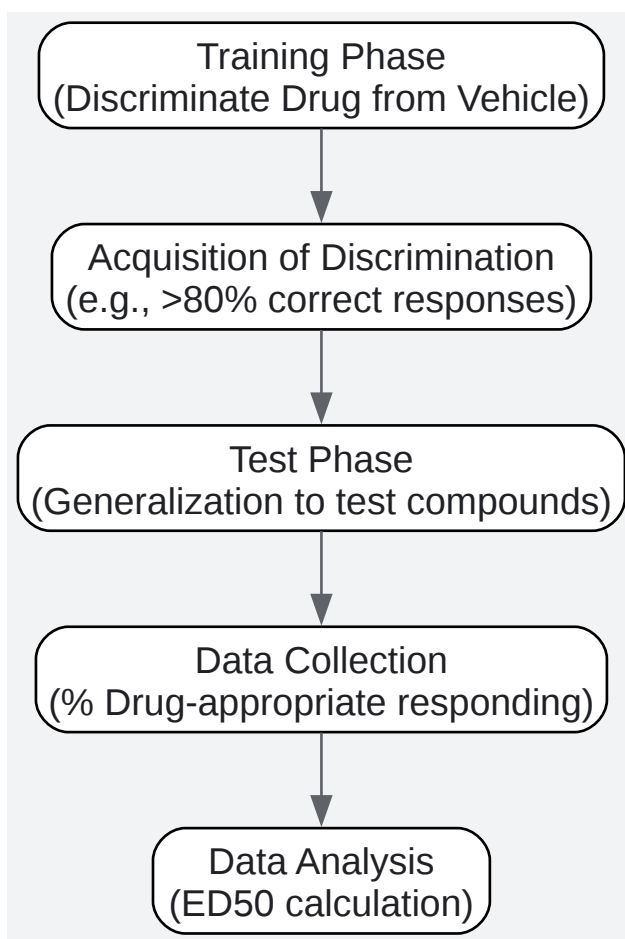 Training Phase
(Discriminate Drug from Vehicle)
Acquisition of Discrimination
(e.g., >80% correct responses)
Test Phase
(Generalization to test compounds)
Data Collection
(% Drug-appropriate responding)
Data Analysis
(ED50 calculation)